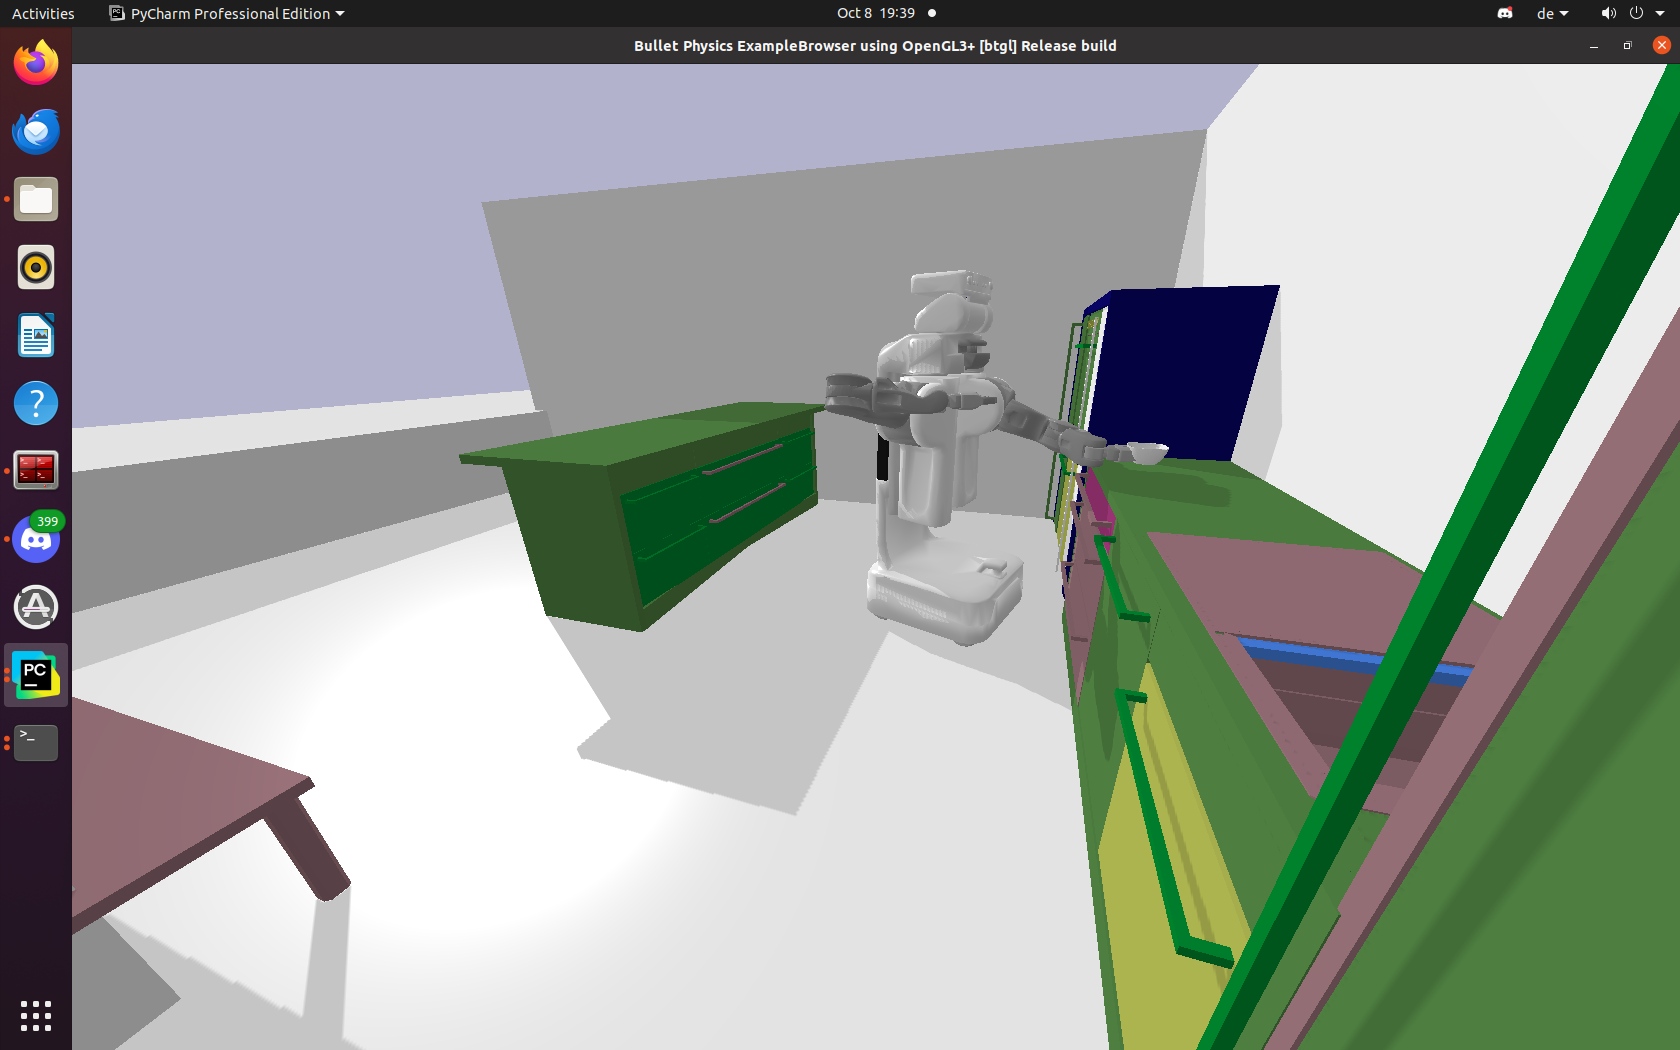 Activities
PyCharm Professional Edition
Oct 8 19:39
de
Bullet Physics ExampleBrowser using OpenGL3+ [btgl] Release build
399
PC
>_